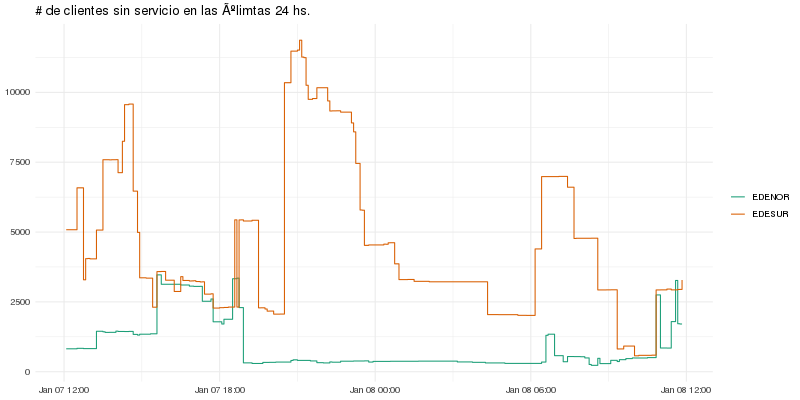 # de clientes sin servicio en las Ãºlimtas 24 hs.
10000
7500
5000
2500
0
Jan 07 12:00
Jan 07 18:00
Jan 08 00:00
Jan 08 06:00
Jan 08 12:00
EDENOR
EDESUR